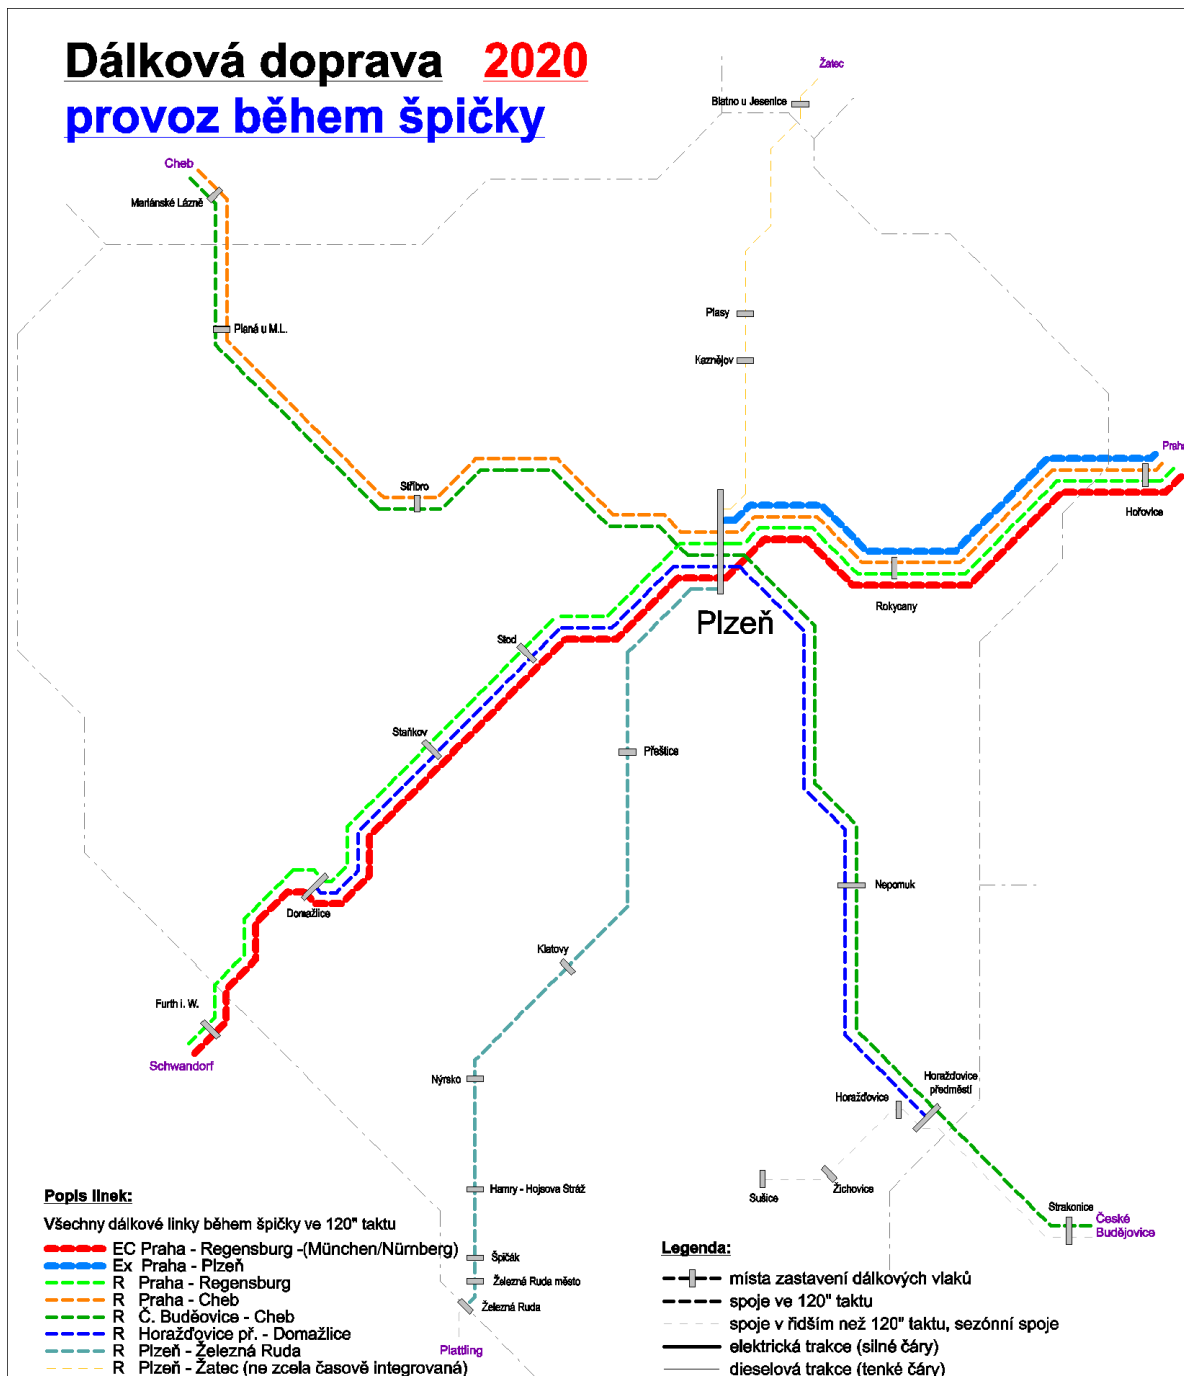 Dálková doprava 2020
provoz během špičky
Žatec
Blatno u Jesenice
Cheb
Mariánské Lázně
Plasy
Planá u M.L.
Kaznějov
Praha
Stříbro
Hořovice
Rokycany
Plzeň
Stod
Staňkov
Přeštice
Nepomuk
Domažlice
Klatovy
Furth i. W.
Schwandorf
Nýrsko
Horažďovice
předměstí
Horažďovice
Hamry - Hojsova Stráž
Sušice
Žichovice
Strakonice
České
Budějovice
Špičák
Železná Ruda město
Železná Ruda
Plattling
Popis linek:
Všechny dálkové linky během špičky ve 120" taktu
EC Praha - Regensburg -(München/Nürnberg)
Ex Praha - Plzeň
R Praha - Regensburg
R Praha - Cheb
R Č. Buděovice - Cheb
R Horažďovice př. - Domažlice
R Plzeň - Železná Ruda
R Plzeň - Žatec (ne zcela časově integrovaná)
Legenda:
místa zastavení dálkových vlaků
spoje ve 120" taktu
spoje v řidším než 120" taktu, sezónní spoje
elektrická trakce (silné čáry)
dieselová trakce (tenké čáry)